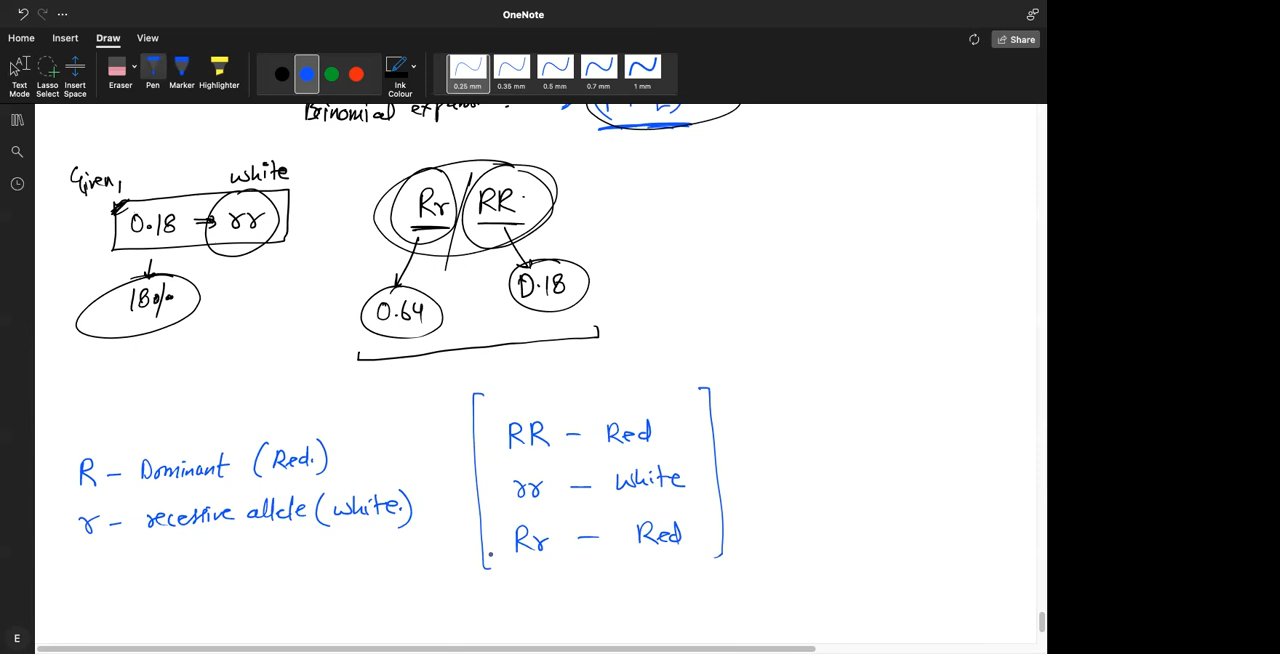 OneNote
Home Insert Draw View
Share
Text Mode
Lasso Select
Insert Space
Eraser
Pen
Marker
Highlighter
Ink Colour
0.25 mm
0.35 mm
0.5 mm
0.7 mm
1 mm
Binomial
Given,
white
0.18 → rr
18%
Rr / RR
0.64
0.18
R - Dominant (Red.)
r - recessive allele (white.)
RR - Red
rr - white
Rr - Red
E